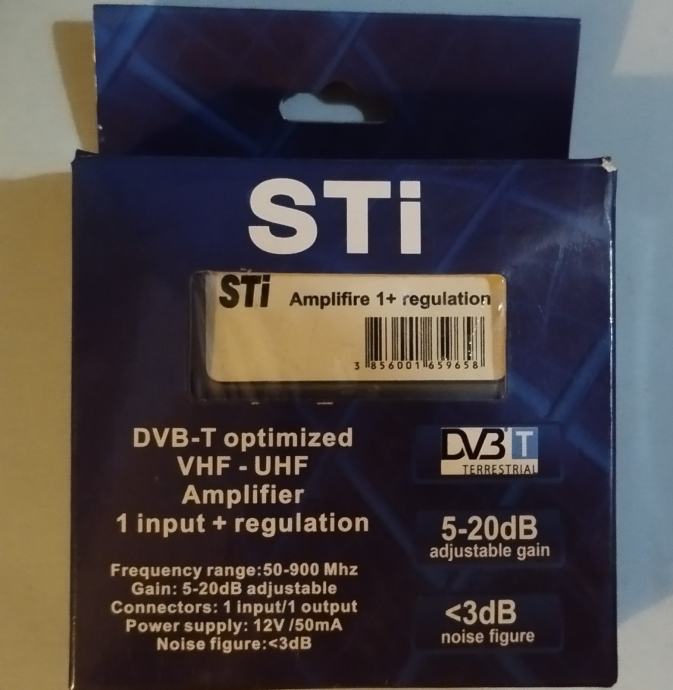 STi
STi Amplifire 1+ regulation
3 856001 659658
DVB-T optimized
VHF - UHF
Amplifier
1 input + regulation
Frequency range:50-900 Mhz
Gain: 5-20dB adjustable
Connectors: 1 input/1 output
Power supply: 12V /50mA
Noise figure:<3dB
DVB T
TERRESTRIAL
5-20dB
adjustable gain
<3dB
noise figure